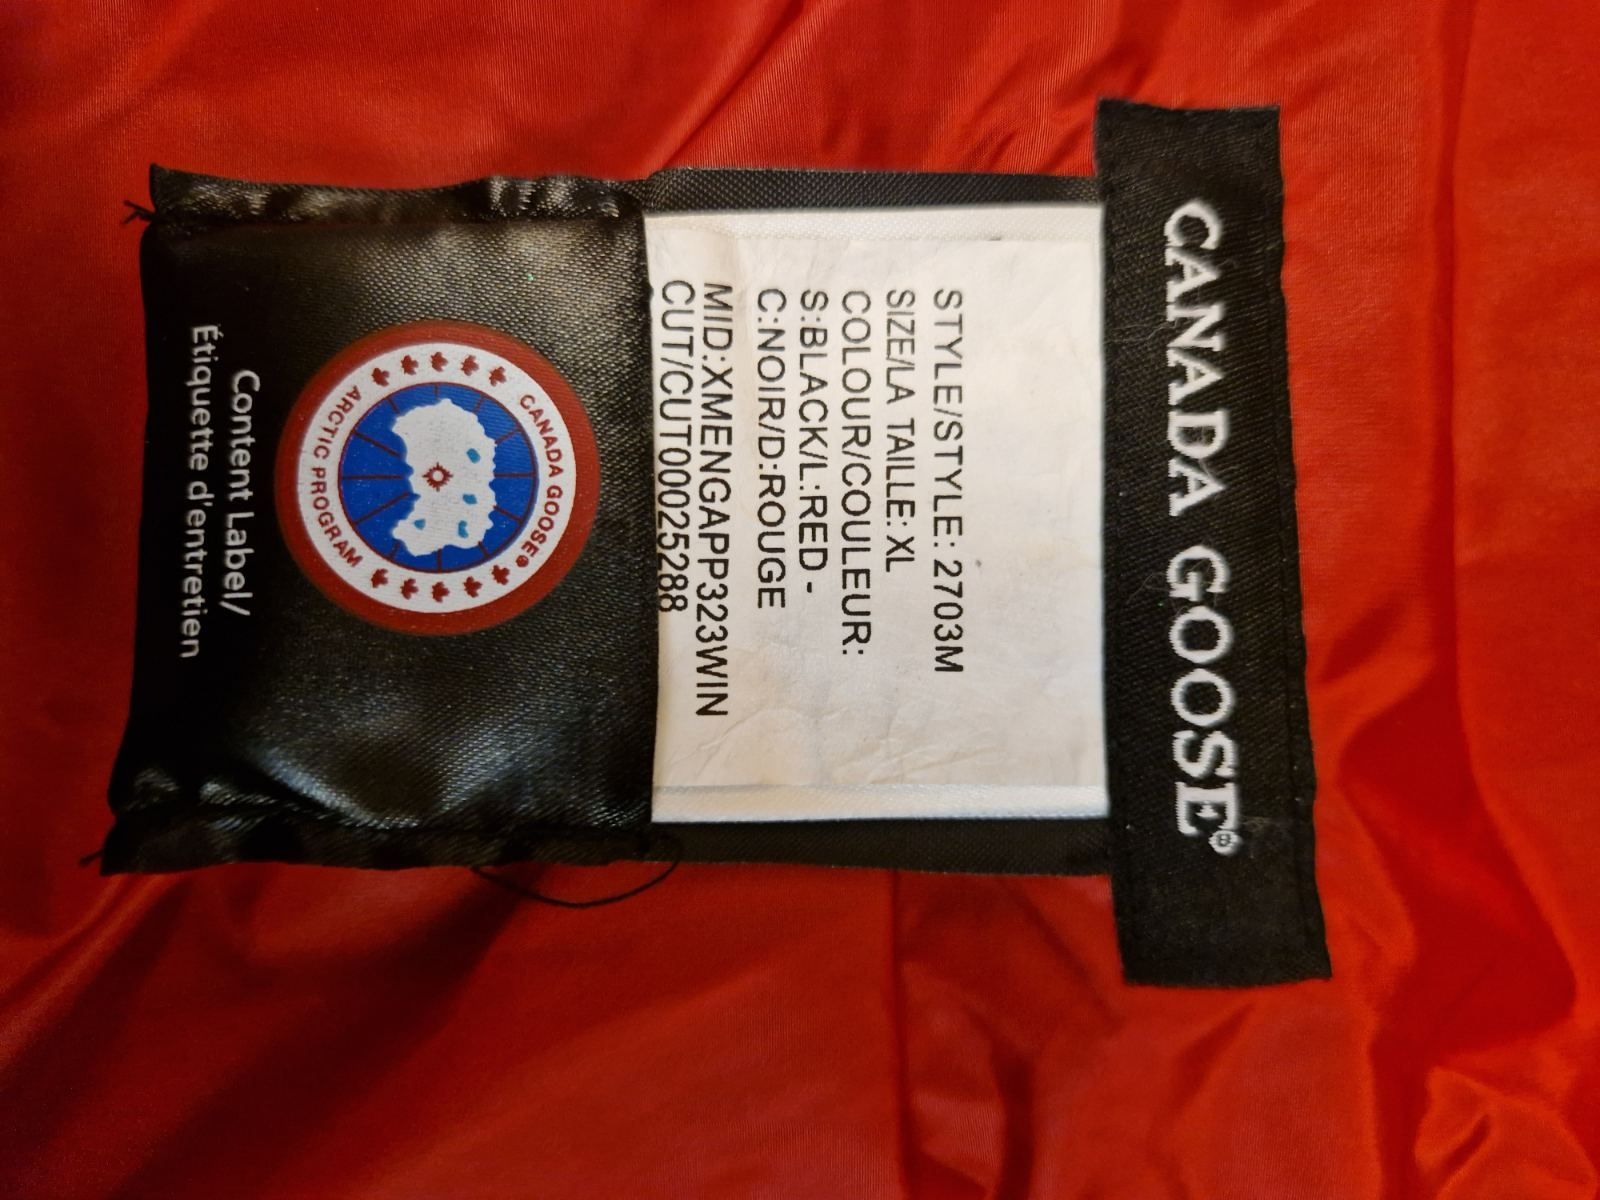 CANADA GOOSE®
STYLE/STYLE: 2703M
SIZE/LA TAILLE: XL
COLOUR/COULEUR:
S:BLACK/L:RED -
C:NOIR/D:ROUGE
MID:XMENGAPP323WIN
CUT/CUT00025288
CANADA GOOSE®
ARCTIC PROGRAM
Content Label/
Étiquette d'entretien